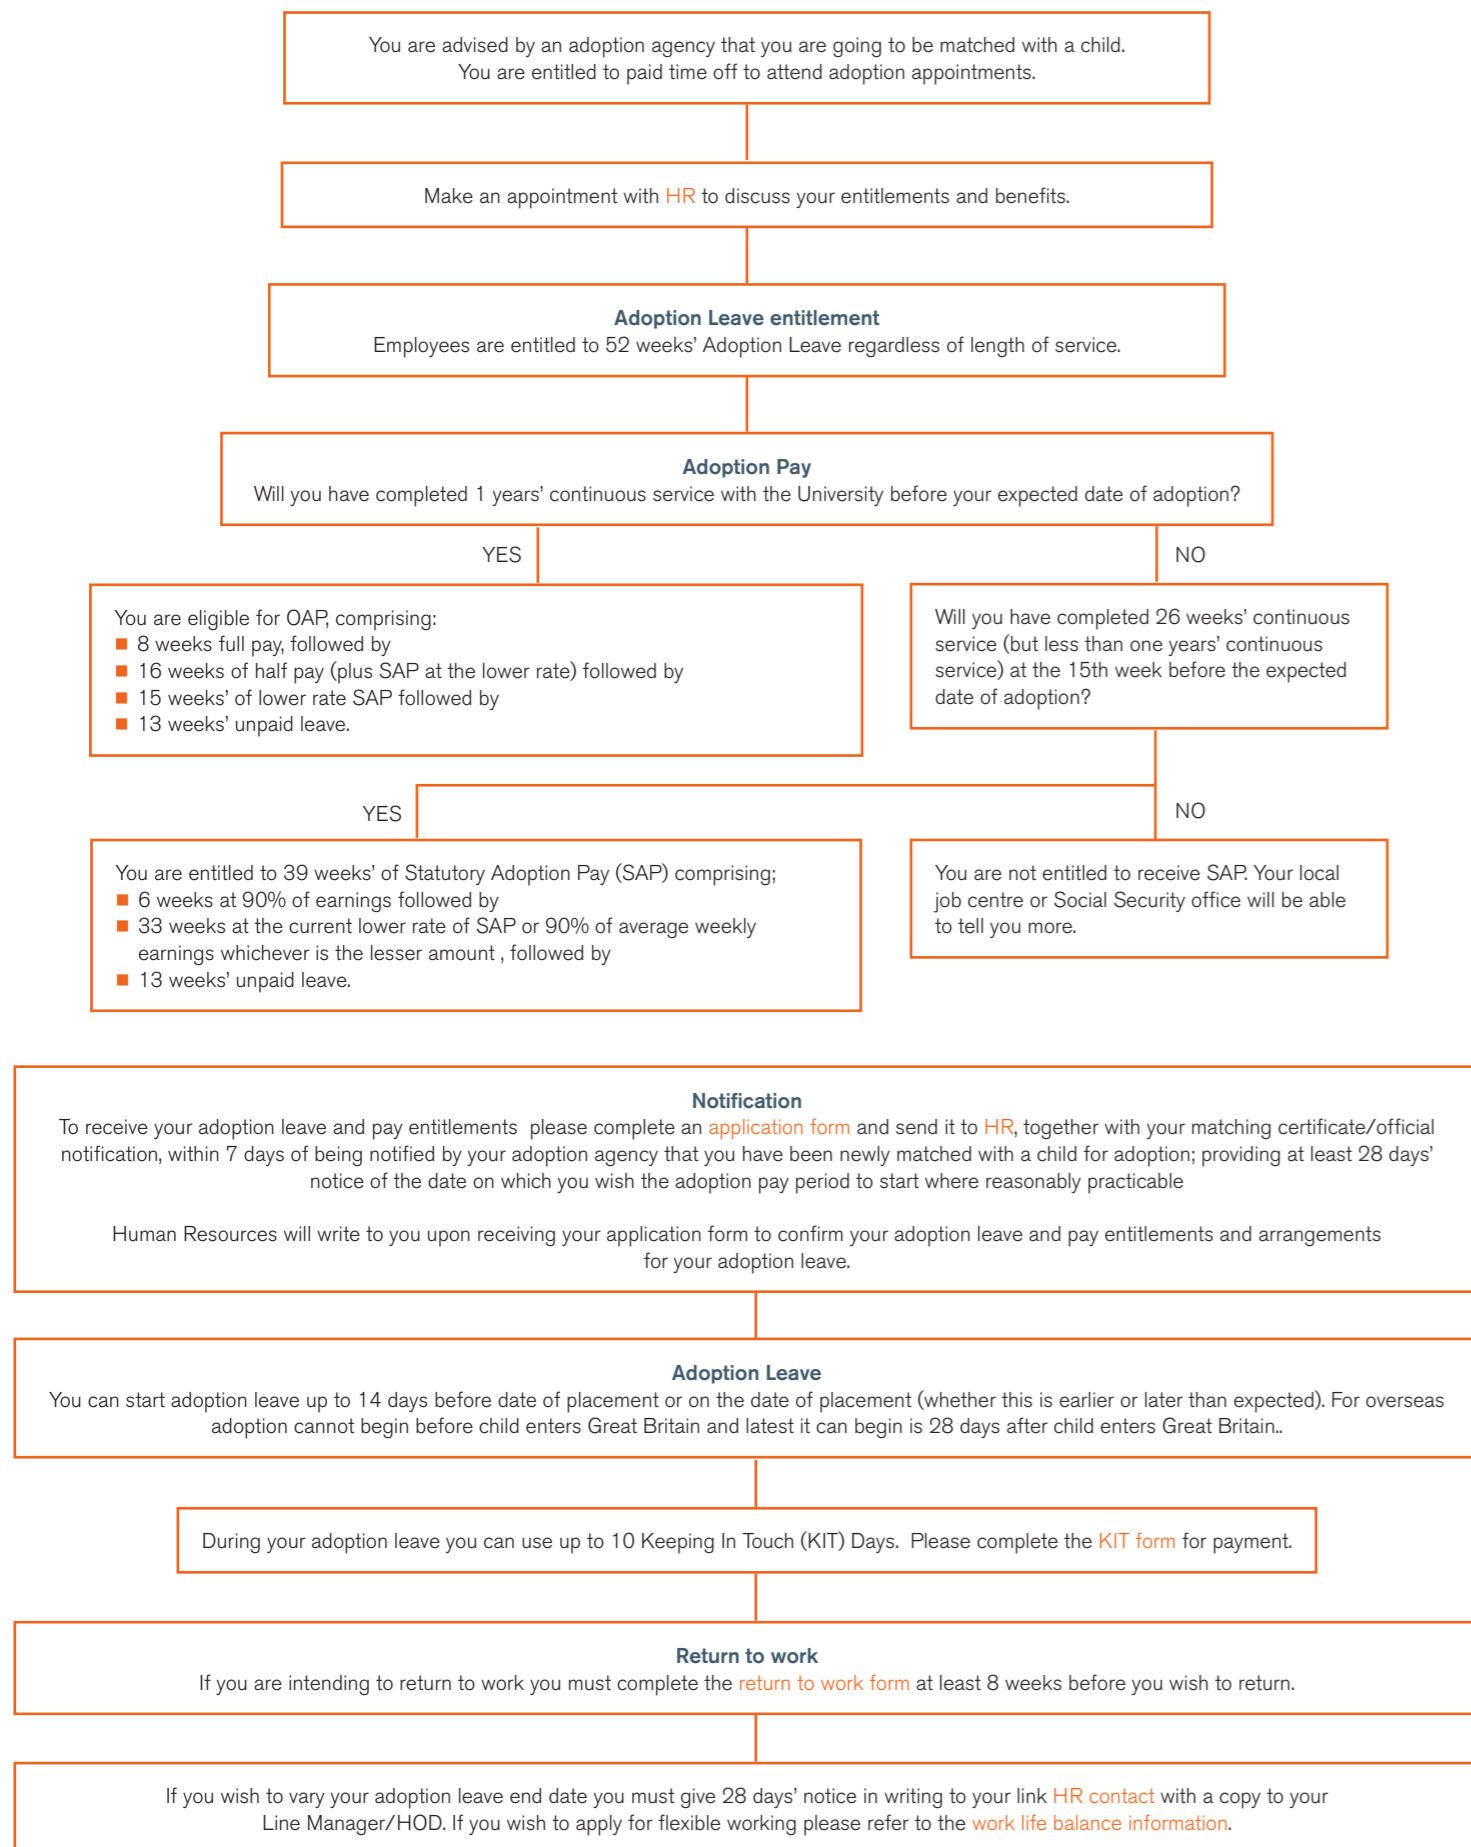 You are advised by an adoption agency that you are going to be matched with a child.
You are entitled to paid time off to attend adoption appointments.
Make an appointment with HR to discuss your entitlements and benefits.
Adoption Leave entitlement
Employees are entitled to 52 weeks' Adoption Leave regardless of length of service.
Adoption Pay
Will you have completed 1 years' continuous service with the University before your expected date of adoption?
YES
NO
You are eligible for OAP, comprising:
■ 8 weeks full pay, followed by
■ 16 weeks of half pay (plus SAP at the lower rate) followed by
■ 15 weeks' of lower rate SAP followed by
■ 13 weeks' unpaid leave.
Will you have completed 26 weeks' continuous
service (but less than one years' continuous
service) at the 15th week before the expected
date of adoption?
YES
NO
You are entitled to 39 weeks' of Statutory Adoption Pay (SAP) comprising;
■ 6 weeks at 90% of earnings followed by
■ 33 weeks at the current lower rate of SAP or 90% of average weekly
earnings whichever is the lesser amount , followed by
■ 13 weeks' unpaid leave.
You are not entitled to receive SAP. Your local
job centre or Social Security office will be able
to tell you more.
Notification
To receive your adoption leave and pay entitlements  please complete an application form and send it to HR, together with your matching certificate/official
notification, within 7 days of being notified by your adoption agency that you have been newly matched with a child for adoption; providing at least 28 days'
notice of the date on which you wish the adoption pay period to start where reasonably practicable
Human Resources will write to you upon receiving your application form to confirm your adoption leave and pay entitlements and arrangements
for your adoption leave.
Adoption Leave
You can start adoption leave up to 14 days before date of placement or on the date of placement (whether this is earlier or later than expected). For overseas
adoption cannot begin before child enters Great Britain and latest it can begin is 28 days after child enters Great Britain..
During your adoption leave you can use up to 10 Keeping In Touch (KIT) Days.  Please complete the KIT form for payment.
Return to work
If you are intending to return to work you must complete the return to work form at least 8 weeks before you wish to return.
If you wish to vary your adoption leave end date you must give 28 days' notice in writing to your link HR contact with a copy to your
Line Manager/HOD. If you wish to apply for flexible working please refer to the work life balance information.